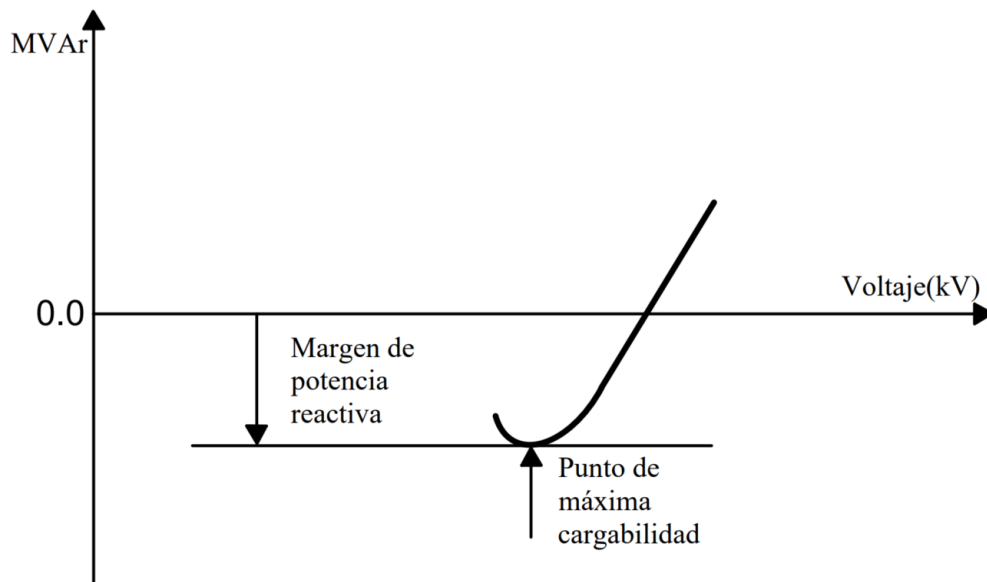 MVAr
Voltaje(kV)
0.0
Margen de
potencia
reactiva
Punto de
máxima
cargabilidad